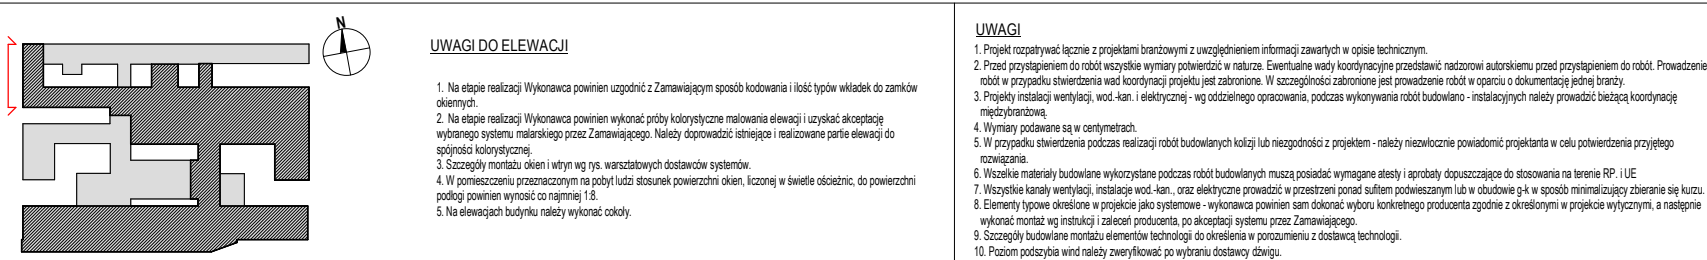 N
UWAGI DO ELEWACJI
1. Na etapie realizacji Wykonawca powinien uzgodnić z Zamawiającym sposób kodowania i ilość typów wkładek do zamków
okiennych.
2. Na etapie realizacji Wykonawca powinien wykonać próby kolorystyczne malowania elewacji i uzyskać akceptację
wybranego systemu malarskiego przez Zamawiającego. Należy doprowadzić istniejące i realizowane partie elewacji do
spójności kolorystycznej.
3. Szczegóły montażu okien i wtryn wg rys. warsztatowych dostawców systemów.
4. W pomieszczeniu przeznaczonym na pobyt ludzi stosunek powierzchni okien, liczonej w świetle ościeżnic, do powierzchni
podłogi powinien wynosić co najmniej 1:8.
5. Na elewacjach budynku należy wykonać cokoły.
UWAGI
1. Projekt rozpatrywać łącznie z projektami branżowymi z uwzględnieniem informacji zawartych w opisie technicznym.
2. Przed przystąpieniem do robót wszystkie wymiary potwierdzić w naturze. Ewentualne wady koordynacyjne przedstawić nadzorowi autorskiemu przed przystąpieniem do robót. Prowadzenie
robót w przypadku stwierdzenia wad koordynacji projektu jest zabronione. W szczególności zabronione jest prowadzenie robót w oparciu o dokumentację jednej branży.
3. Projekty instalacji wentylacji, wod.-kan. i elektrycznej - wg oddzielnego opracowania, podczas wykonywania robót budowlano - instalacyjnych należy prowadzić bieżącą koordynację
międzybranżową.
4. Wymiary podawane są w centymetrach.
5. W przypadku stwierdzenia podczas realizacji robót budowlanych kolizji lub niezgodności z projektem - należy niezwłocznie powiadomić projektanta w celu potwierdzenia przyjętego
rozwiązania.
6. Wszelkie materiały budowlane wykorzystane podczas robót budowlanych muszą posiadać wymagane atesty i aprobaty dopuszczające do stosowania na terenie RP. i UE
7. Wszystkie kanały wentylacji, instalacje wod.-kan., oraz elektryczne prowadzić w przestrzeni ponad sufitem podwieszanym lub w obudowie g-k w sposób minimalizujący zbieranie się kurzu.
8. Elementy typowe określone w projekcie jako systemowe - wykonawca powinien sam dokonać wyboru konkretnego producenta zgodnie z określonymi w projekcie wytycznymi, a następnie
wykonać montaż wg instrukcji i zaleceń producenta, po akceptacji systemu przez Zamawiającego.
9. Szczegóły budowlane montażu elementów technologii do określenia w porozumieniu z dostawcą technologii.
10. Poziom podszybia wind należy zweryfikować po wybraniu dostawcy dźwigu.